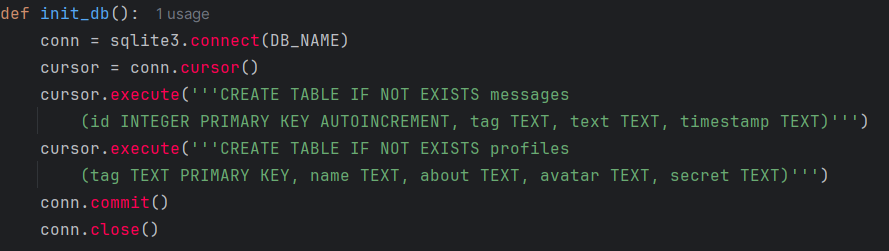 def init_db(): 1 usage
    conn = sqlite3.connect(DB_NAME)
    cursor = conn.cursor()
    cursor.execute('''CREATE TABLE IF NOT EXISTS messages
        (id INTEGER PRIMARY KEY AUTOINCREMENT, tag TEXT, text TEXT, timestamp TEXT)''')
    cursor.execute('''CREATE TABLE IF NOT EXISTS profiles
        (tag TEXT PRIMARY KEY, name TEXT, about TEXT, avatar TEXT, secret TEXT)''')
    conn.commit()
    conn.close()